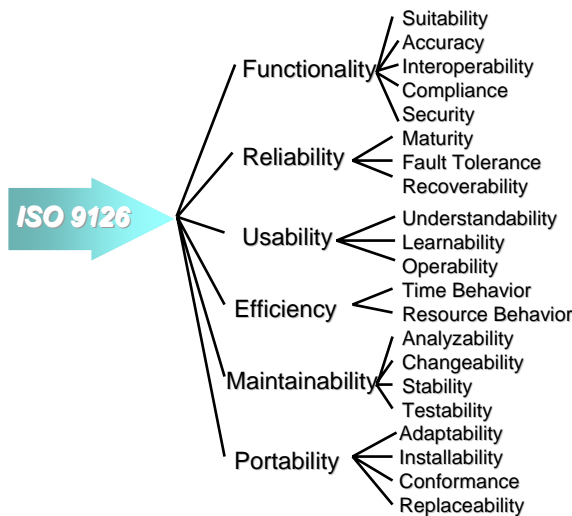 ISO 9126
Functionality
Suitability
Accuracy
Interoperability
Compliance
Security
Reliability
Maturity
Fault Tolerance
Recoverability
Usability
Understandability
Learnability
Operability
Efficiency
Time Behavior
Resource Behavior
Maintainability
Analyzability
Changeability
Stability
Testability
Portability
Adaptability
Installability
Conformance
Replaceability